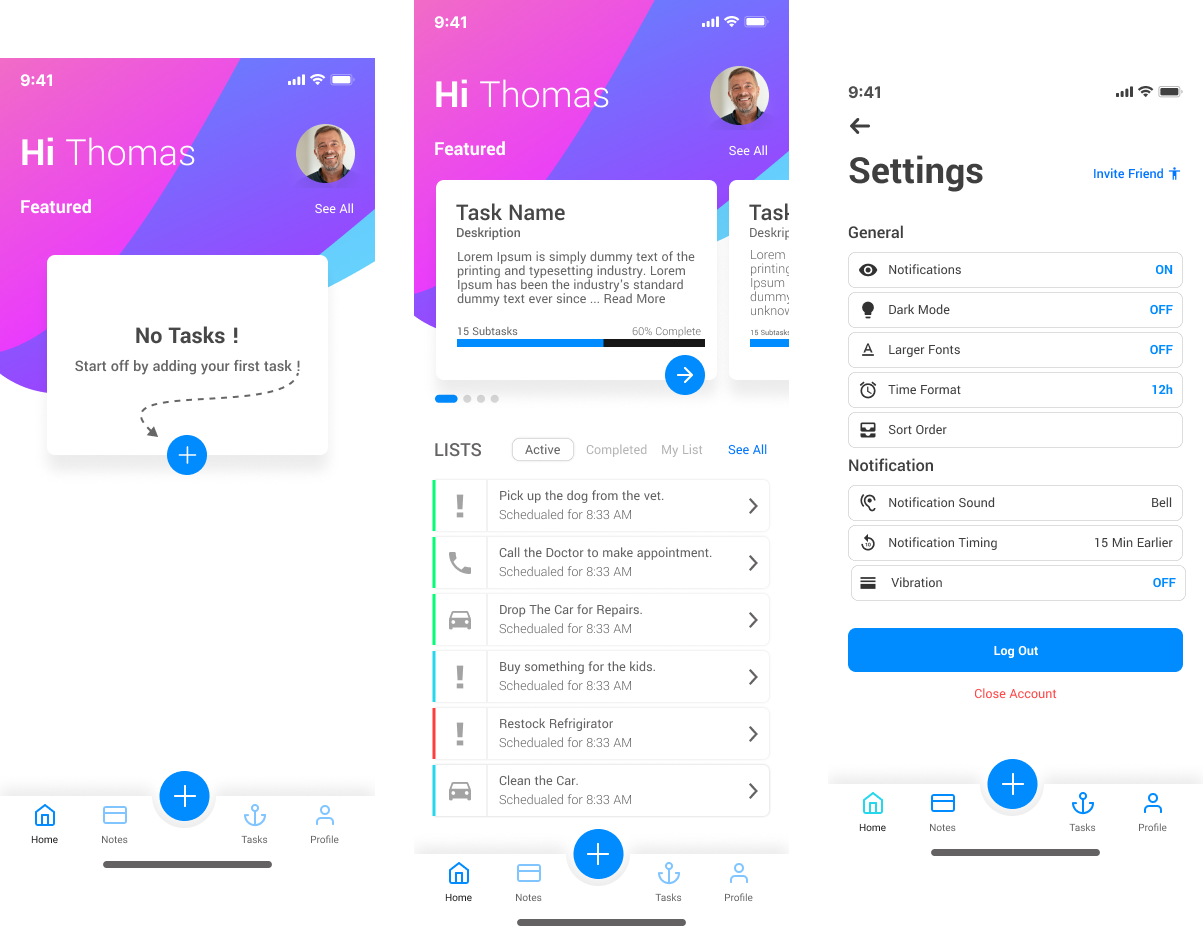 9:41
Hi Thomas
Featured
See All
No Tasks !
Start off by adding your first task !
Home
Notes
Tasks
Profile
9:41
Hi Thomas
Featured
See All
Task Name
Deskription
Lorem Ipsum is simply dummy text of the
printing and typesetting industry. Lorem
Ipsum has been the industry's standard
dummy text ever since ... Read More
15 Subtasks
60% Complete
Task
Deskrip
Lorem
printing
Ipsum
dummy
unknow
15 Subtasks
LISTS
Active
Completed
My List
See All
Pick up the dog from the vet.
Schedualed for 8:33 AM
Call the Doctor to make appointment.
Schedualed for 8:33 AM
Drop The Car for Repairs.
Schedualed for 8:33 AM
Buy something for the kids.
Schedualed for 8:33 AM
Restock Refrigirator
Schedualed for 8:33 AM
Clean the Car.
Schedualed for 8:33 AM
Home
Notes
Tasks
Profile
9:41
Settings
Invite Friend
General
Notifications
ON
Dark Mode
OFF
Larger Fonts
OFF
Time Format
12h
Sort Order
Notification
Notification Sound
Bell
Notification Timing
15 Min Earlier
Vibration
OFF
Log Out
Close Account
Home
Notes
Tasks
Profile